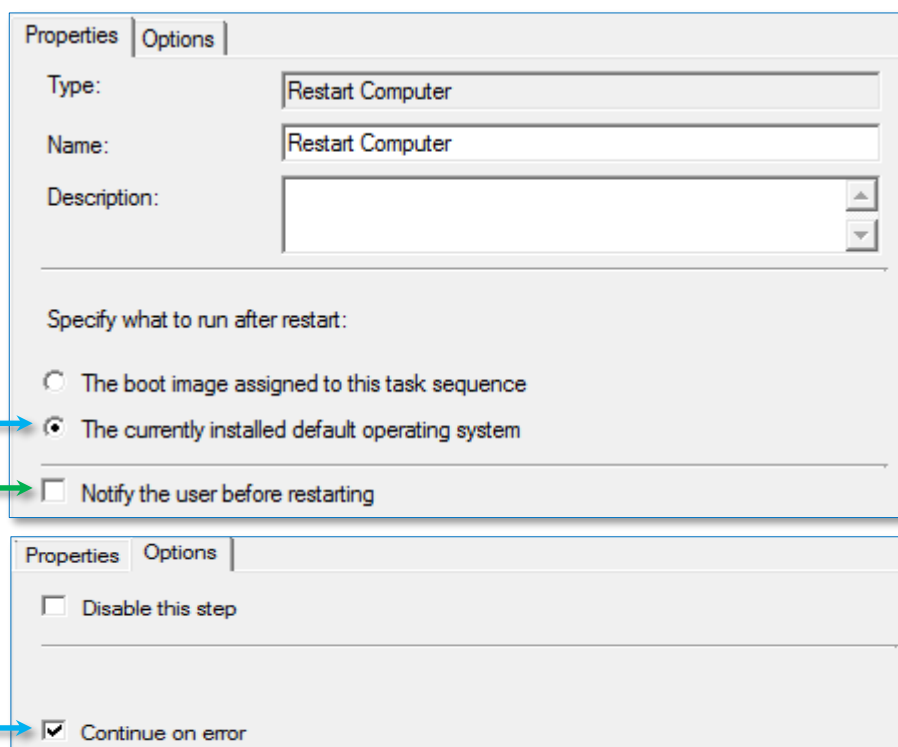 Properties Options
Type: Restart Computer
Name: Restart Computer
Description:
Specify what to run after restart:
The boot image assigned to this task sequence
The currently installed default operating system
Notify the user before restarting
Properties Options
Disable this step
Continue on error